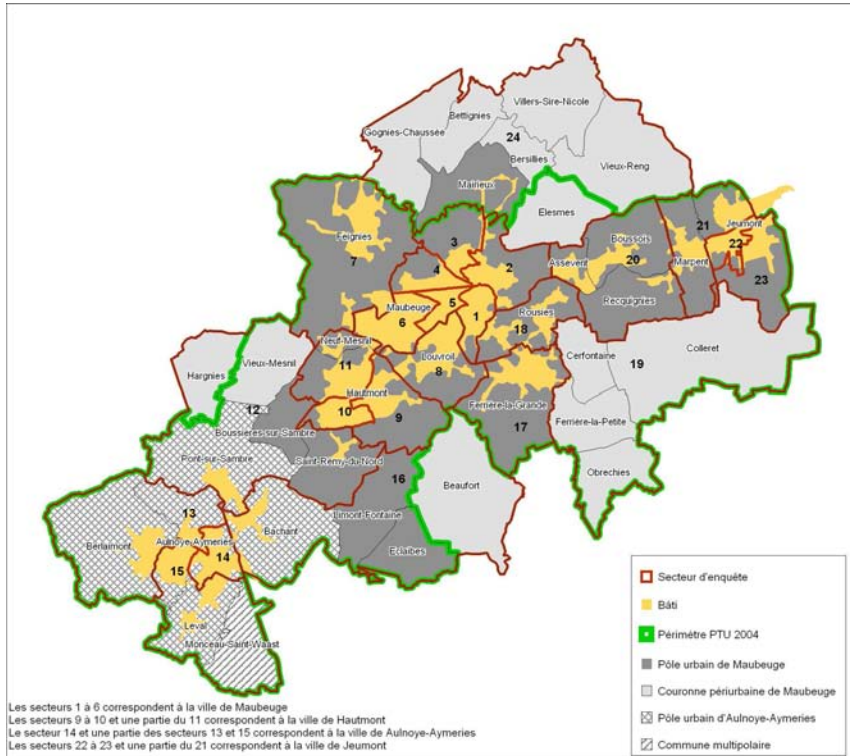 Villers-Sire-Nicole
Bettignies
Gognies-Chaussée
24
Bersillies
Vieux-Reng
Mairieux
Elesmes
Jeumont
21
Feignies
3
Boussois
22
7
4
2
Assevent
20
Marpent
23
Maubeuge
5
Recquignies
6
1
Rousies
18
Neuf-Mesnil
Louvroil
Cerfontaine
Colleret
Vieux-Mesnil
11
8
19
Hargnies
Hautmont
Ferrière-la-Grande
12
10
9
Ferrière-la-Petite
Boussières sur Sambre
17
Pont-sur-Sambre
Saint-Remy-du-Nord
16
Obrechies
Beaufort
13
Limont-Fontaine
Bachant
Aulnoye-Aymeries
Berlaimont
14
Eclaibes
15
Leval
Monceau-Saint-Waast
Secteur d'enquête
Bâti
Périmètre PTU 2004
Pôle urbain de Maubeuge
Couronne périurbaine de Maubeuge
Pôle urbain d'Aulnoye-Aymeries
Commune multipolaire
Les secteurs 1 à 6 correspondent à la ville de Maubeuge
Les secteurs 9 à 10 et une partie du 11 correspondent à la ville de Hautmont
Le secteur 14 et une partie des secteurs 13 et 15 correspondent à la ville de Aulnoye-Aymeries
Les secteurs 22 à 23 et une partie du 21 correspondent à la ville de Jeumont